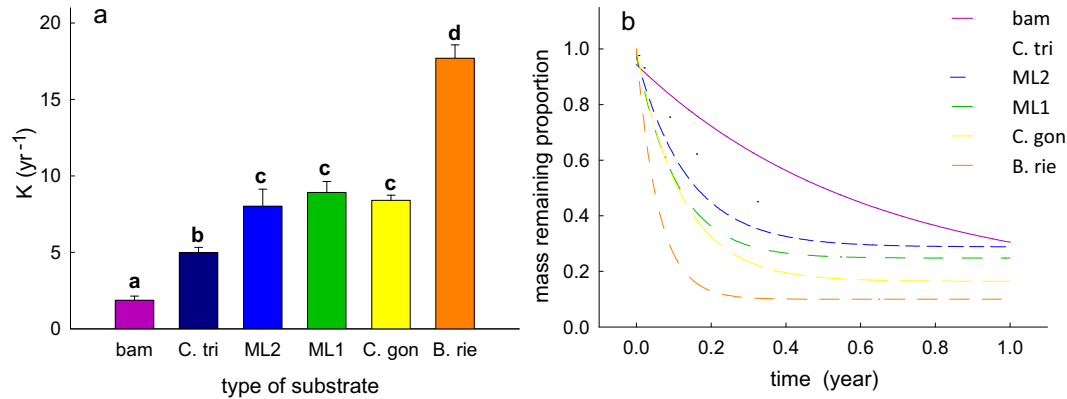 a
K (yr-1)
20
15
10
5
0
a
b
c
c
c
d
bam C. tri ML2 ML1 C. gon B. rie
type of substrate
b
mass remaining proportion
1.0
0.8
0.6
0.4
0.2
0.0
0.0 0.2 0.4 0.6 0.8 1.0
time (year)
bam
C. tri
ML2
ML1
C. gon
B. rie